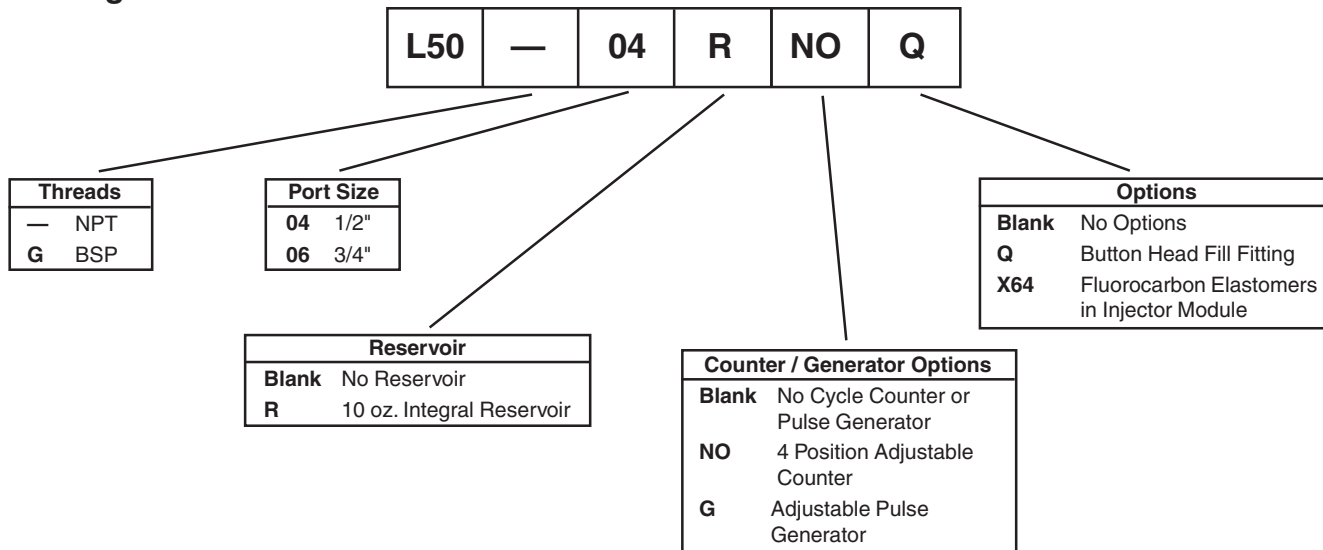 L50 — 04 R NO Q
Threads
— NPT
G BSP
Port Size
04 1/2"
06 3/4"
Options
Blank No Options
Q Button Head Fill Fitting
X64 Fluorocarbon Elastomers
in Injector Module
Reservoir
Blank No Reservoir
R 10 oz. Integral Reservoir
Counter / Generator Options
Blank No Cycle Counter or
Pulse Generator
NO 4 Position Adjustable
Counter
G Adjustable Pulse
Generator